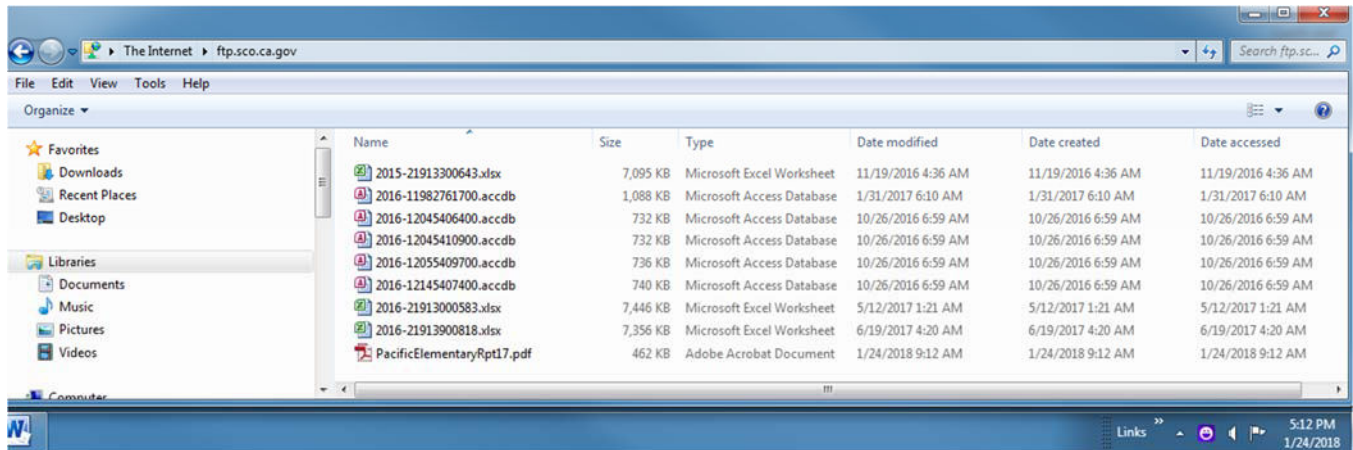 The Internet ftp.sco.ca.gov Search ftp.sc...
File Edit View Tools Help
Organize
Favorites
Downloads
Recent Places
Desktop
Libraries
Documents
Music
Pictures
Videos
Computer
Name Size Type Date modified Date created Date accessed
2015-21913300643.xlsx 7,095 KB Microsoft Excel Worksheet 11/19/2016 4:36 AM 11/19/2016 4:36 AM 11/19/2016 4:36 AM
2016-11982761700.accdb 1,088 KB Microsoft Access Database 1/31/2017 6:10 AM 1/31/2017 6:10 AM 1/31/2017 6:10 AM
2016-12045406400.accdb 732 KB Microsoft Access Database 10/26/2016 6:59 AM 10/26/2016 6:59 AM 10/26/2016 6:59 AM
2016-12045410900.accdb 732 KB Microsoft Access Database 10/26/2016 6:59 AM 10/26/2016 6:59 AM 10/26/2016 6:59 AM
2016-12055409700.accdb 736 KB Microsoft Access Database 10/26/2016 6:59 AM 10/26/2016 6:59 AM 10/26/2016 6:59 AM
2016-12145407400.accdb 740 KB Microsoft Access Database 10/26/2016 6:59 AM 10/26/2016 6:59 AM 10/26/2016 6:59 AM
2016-21913000583.xlsx 7,446 KB Microsoft Excel Worksheet 5/12/2017 1:21 AM 5/12/2017 1:21 AM 5/12/2017 1:21 AM
2016-21913900818.xlsx 7,356 KB Microsoft Excel Worksheet 6/19/2017 4:20 AM 6/19/2017 4:20 AM 6/19/2017 4:20 AM
PacificElementaryRpt17.pdf 462 KB Adobe Acrobat Document 1/24/2018 9:12 AM 1/24/2018 9:12 AM 1/24/2018 9:12 AM
W Links 5:12 PM
1/24/2018